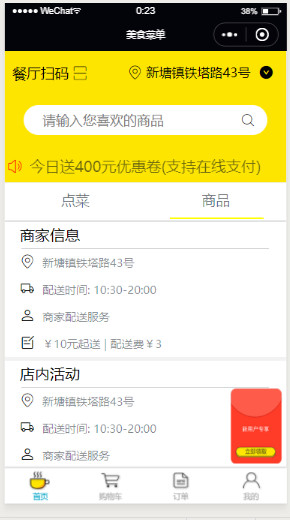 WeChat 0:23 38%
美食菜单
餐厅扫码 新塘镇铁塔路43号
请输入您喜欢的商品
今日送400元优惠卷(支持在线支付)
点菜 商品
商家信息
新塘镇铁塔路43号
配送时间: 10:30-20:00
商家配送服务
￥10元起送 | 配送费￥3
店内活动
新塘镇铁塔路43号
配送时间: 10:30-20:00
商家配送服务
新用户专享
立即领取
首页 购物车 订单 我的